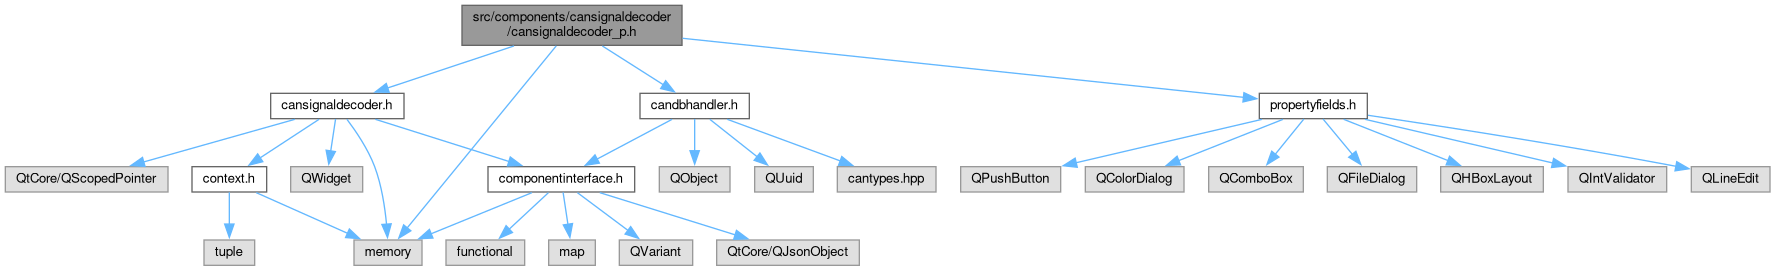 src/components/cansignaldecoder
/cansignaldecoder_p.h
cansignaldecoder.h
candbhandler.h
propertyfields.h
QtCore/QScopedPointer
context.h
QWidget
componentinterface.h
QObject
QUuid
cantypes.hpp
QPushButton
QColorDialog
QComboBox
QFileDialog
QHBoxLayout
QIntValidator
QLineEdit
tuple
memory
functional
map
QVariant
QtCore/QJsonObject